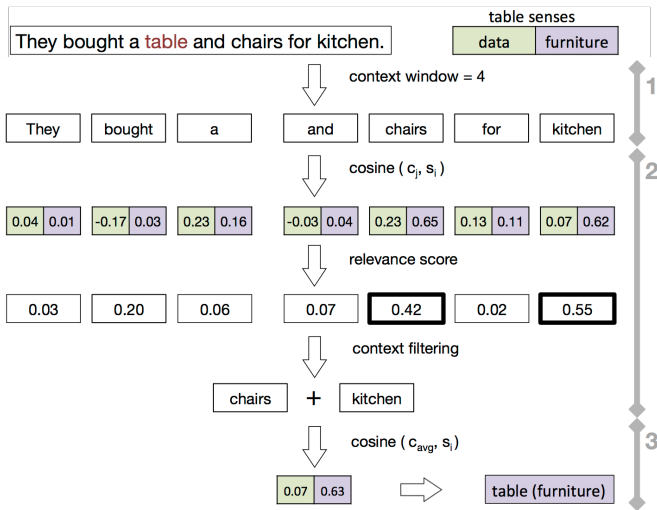 table senses
They bought a table and chairs for kitchen.
data furniture
context window = 4
1
They bought a and chairs for kitchen
2
cosine ( cj, si )
0.04 0.01 -0.17 0.03 0.23 0.16 -0.03 0.04 0.23 0.65 0.13 0.11 0.07 0.62
relevance score
0.03 0.20 0.06 0.07 0.42 0.02 0.55
context filtering
chairs + kitchen
3
cosine ( cavg, si )
0.07 0.63 table (furniture)